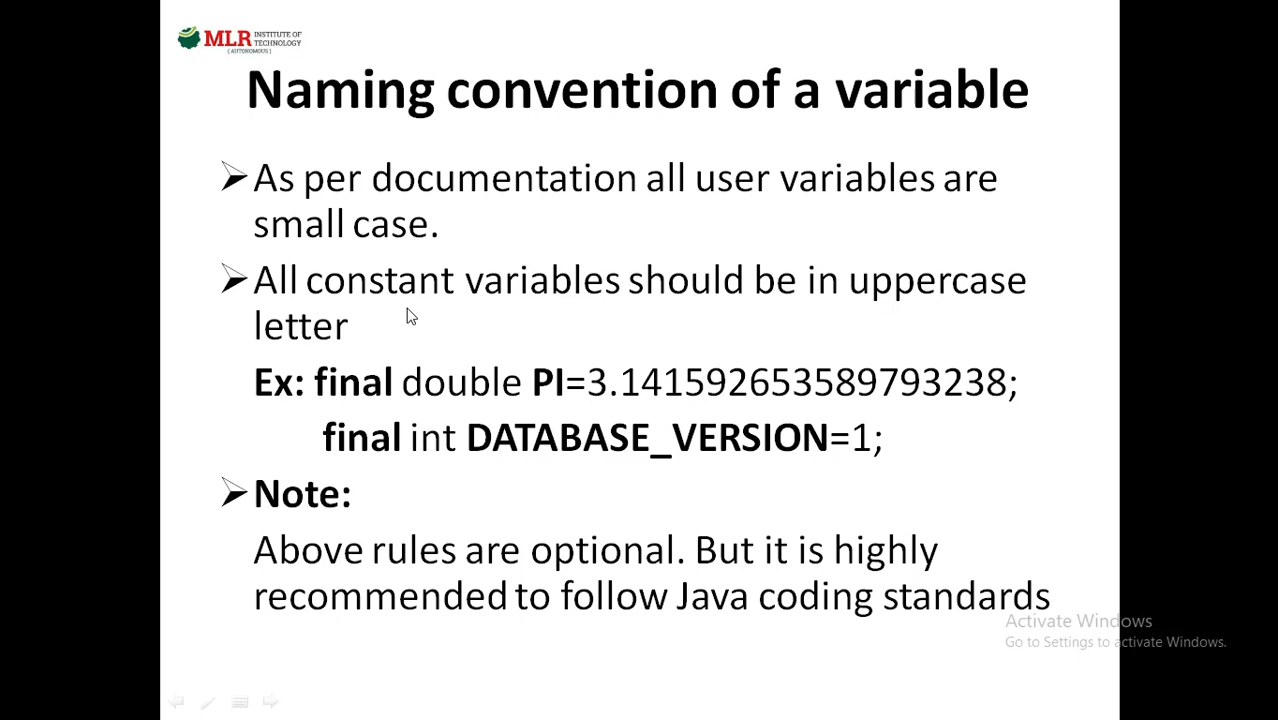 MLR INSTITUTE OF
TECHNOLOGY
(AUTONOMOUS)
Naming convention of a variable
As per documentation all user variables are
small case.
All constant variables should be in uppercase
letter
Ex: final double PI=3.141592653589793238;
final int DATABASE_VERSION=1;
Note:
Above rules are optional. But it is highly
recommended to follow Java coding standards
Activate Windows
Go to Settings to activate Windows.